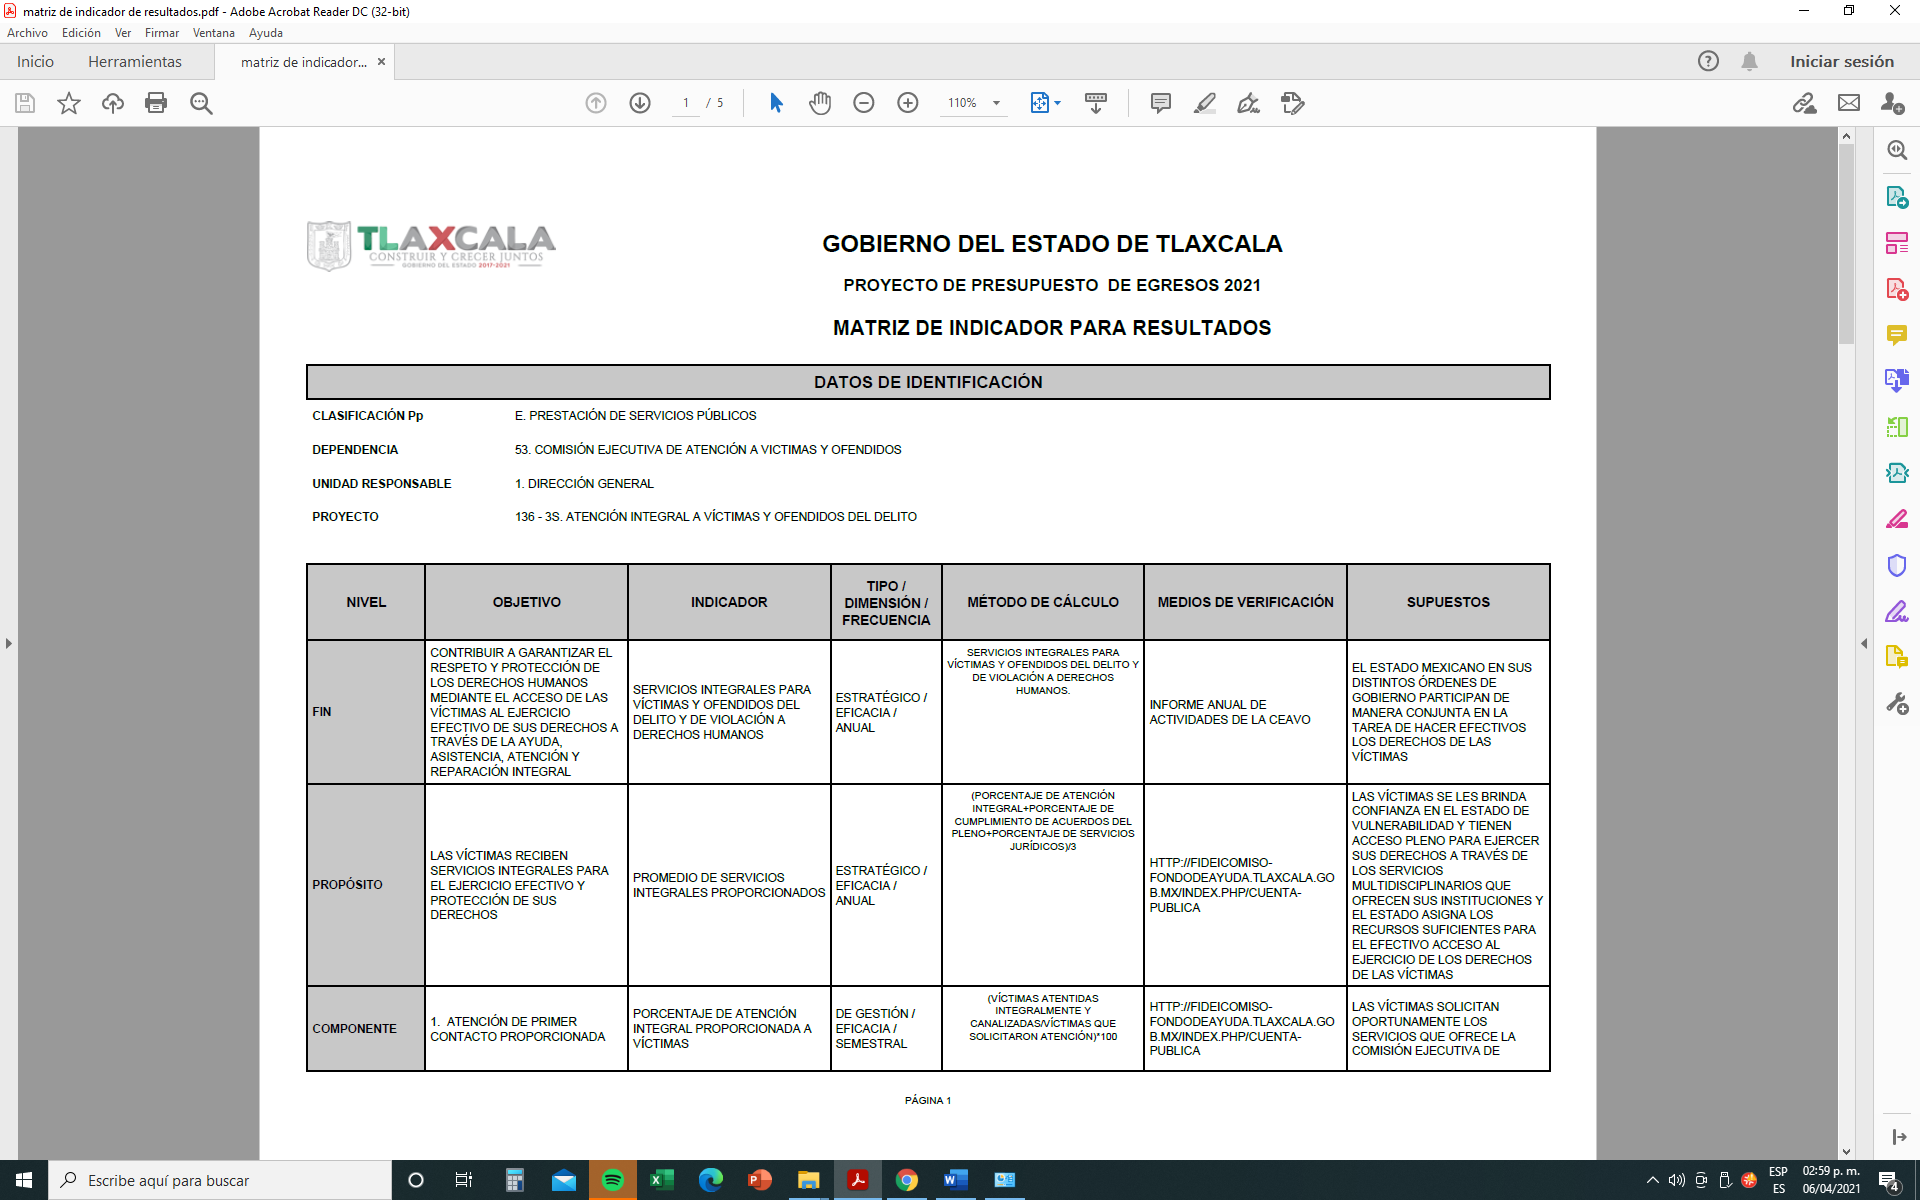 matriz de indicador de resultados.pdf - Adobe Acrobat Reader DC (32-bit)
Archivo Edición Ver Firmar Ventana Ayuda
Inicio Herramientas matriz de indicador... × Iniciar sesión
1 / 5 110%
TLAXCALA
CONSTRUIR Y CRECER JUNTOS
GOBIERNO DEL ESTADO 2017-2021
GOBIERNO DEL ESTADO DE TLAXCALA
PROYECTO DE PRESUPUESTO DE EGRESOS 2021
MATRIZ DE INDICADOR PARA RESULTADOS
DATOS DE IDENTIFICACIÓN
CLASIFICACIÓN Pp E. PRESTACIÓN DE SERVICIOS PÚBLICOS
DEPENDENCIA 53. COMISIÓN EJECUTIVA DE ATENCIÓN A VICTIMAS Y OFENDIDOS
UNIDAD RESPONSABLE 1. DIRECCIÓN GENERAL
PROYECTO 136 - 3S. ATENCIÓN INTEGRAL A VÍCTIMAS Y OFENDIDOS DEL DELITO
NIVEL
OBJETIVO
INDICADOR
TIPO /
DIMENSIÓN /
FRECUENCIA
MÉTODO DE CÁLCULO
MEDIOS DE VERIFICACIÓN
SUPUESTOS
FIN
CONTRIBUIR A GARANTIZAR EL
RESPETO Y PROTECCIÓN DE
LOS DERECHOS HUMANOS
MEDIANTE EL ACCESO DE LAS
VÍCTIMAS AL EJERCICIO
EFECTIVO DE SUS DERECHOS A
TRAVÉS DE LA AYUDA,
ASISTENCIA, ATENCIÓN Y
REPARACIÓN INTEGRAL
SERVICIOS INTEGRALES PARA
VÍCTIMAS Y OFENDIDOS DEL
DELITO Y DE VIOLACIÓN A
DERECHOS HUMANOS
ESTRATÉGICO /
EFICACIA /
ANUAL
SERVICIOS INTEGRALES PARA
VÍCTIMAS Y OFENDIDOS DEL DELITO Y
DE VIOLACIÓN A DERECHOS
HUMANOS.
INFORME ANUAL DE
ACTIVIDADES DE LA CEAVO
EL ESTADO MEXICANO EN SUS
DISTINTOS ÓRDENES DE
GOBIERNO PARTICIPAN DE
MANERA CONJUNTA EN LA
TAREA DE HACER EFECTIVOS
LOS DERECHOS DE LAS
VÍCTIMAS
PROPÓSITO
LAS VÍCTIMAS RECIBEN
SERVICIOS INTEGRALES PARA
EL EJERCICIO EFECTIVO Y
PROTECCIÓN DE SUS
DERECHOS
PROMEDIO DE SERVICIOS
INTEGRALES PROPORCIONADOS
ESTRATÉGICO /
EFICACIA /
ANUAL
(PORCENTAJE DE ATENCIÓN
INTEGRAL+PORCENTAJE DE
CUMPLIMIENTO DE ACUERDOS DEL
PLENO+PORCENTAJE DE SERVICIOS
JURÍDICOS)/3
HTTP://FIDEICOMISO-
FONDODEAYUDA.TLAXCALA.GO
B.MX/INDEX.PHP/CUENTA-
PUBLICA
LAS VÍCTIMAS SE LES BRINDA
CONFIANZA EN EL ESTADO DE
VULNERABILIDAD Y TIENEN
ACCESO PLENO PARA EJERCER
SUS DERECHOS A TRAVÉS DE
LOS SERVICIOS
MULTIDISCIPLINARIOS QUE
OFRECEN SUS INSTITUCIONES Y
EL ESTADO ASIGNA LOS
RECURSOS SUFICIENTES PARA
EL EFECTIVO ACCESO AL
EJERCICIO DE LOS DERECHOS
DE LAS VÍCTIMAS
COMPONENTE
1. ATENCIÓN DE PRIMER
CONTACTO PROPORCIONADA
PORCENTAJE DE ATENCIÓN
INTEGRAL PROPORCIONADA A
VÍCTIMAS
DE GESTIÓN /
EFICACIA /
SEMESTRAL
(VÍCTIMAS ATENTIDAS
INTEGRALMENTE Y
CANALIZADAS/VÍCTIMAS QUE
SOLICITARON ATENCIÓN)*100
HTTP://FIDEICOMISO-
FONDODEAYUDA.TLAXCALA.GO
B.MX/INDEX.PHP/CUENTA-
PUBLICA
LAS VÍCTIMAS SOLICITAN
OPORTUNAMENTE LOS
SERVICIOS QUE OFRECE LA
COMISIÓN EJECUTIVA DE
PÁGINA 1
Escribe aquí para buscar
ESP
ES
02:59 p. m.
06/04/2021
4